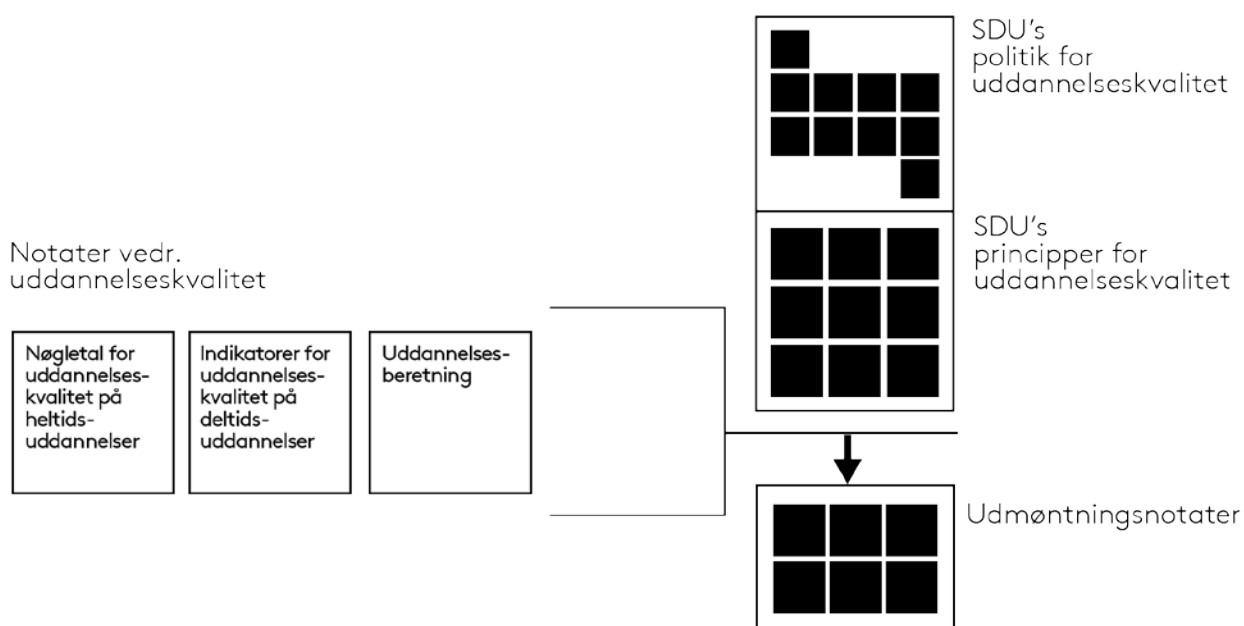 SDU's
politik for
uddannelseskvalitet
SDU's
principper for
uddannelseskvalitet
Notater vedr.
uddannelseskvalitet
Nøgletal for
uddannelses-
kvalitet på
heltids-
uddannelser
Indikatorer for
uddannelses-
kvalitet på
deltids-
uddannelser
Uddannelses-
beretning
Udmøntningsnotater